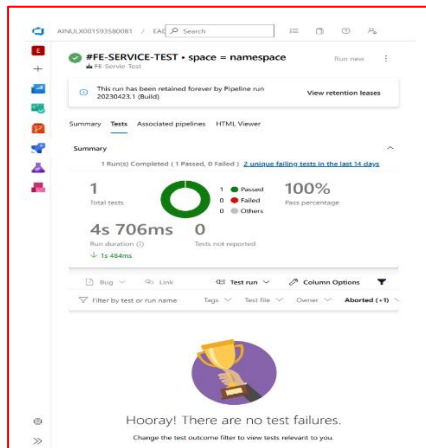 AINULX001593580081 / EAD
Search
E
#FE-SERVICE-TEST • space = namespace
Run new
FE Servie Test
This run has been retained forever by Pipeline run
20230423.1 (Build)
View retention leases
Summary Tests Associated pipelines HTML Viewer
Summary
1 Run(s) Completed ( 1 Passed, 0 Failed ) 2 unique failing tests in the last 14 days
1
Total tests
1 Passed
0 Failed
0 Others
100%
Pass percentage
4s 706ms
Run duration
1s 484ms
0
Tests not reported
Bug Link Test run Column Options
Filter by test or run name Tags Test file Owner Aborted (+1)
Hooray! There are no test failures.
Change the test outcome filter to view tests relevant to you.